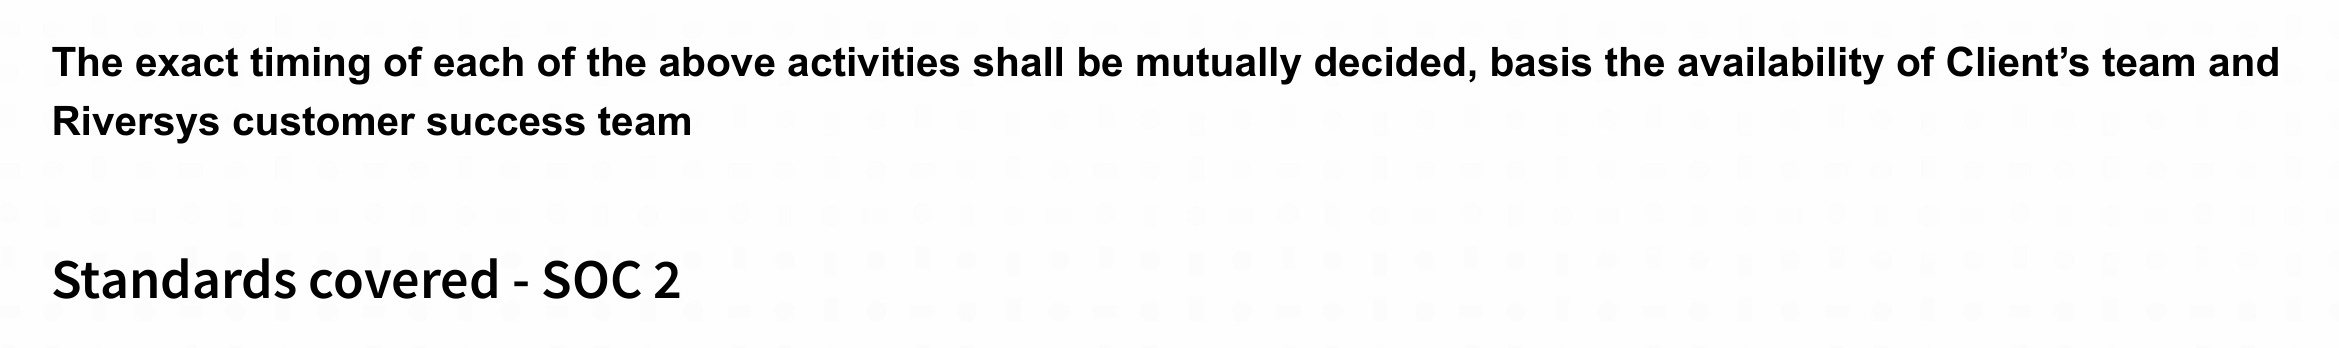 The exact timing of each of the above activities shall be mutually decided, basis the availability of Client’s team and
Riversys customer success team
Standards covered - SOC 2